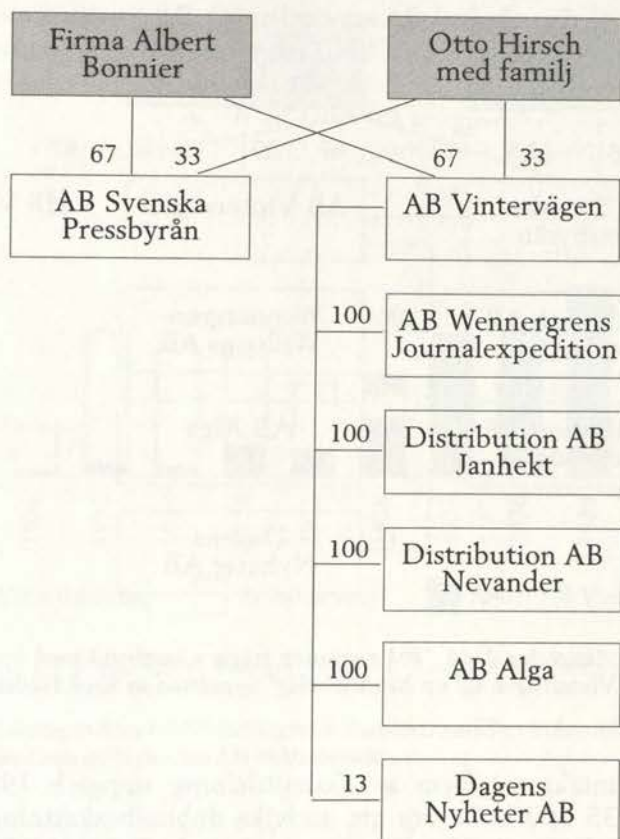 Firma Albert
Bonnier
Otto Hirsch
med familj
67 33 67 33
AB Svenska
Pressbyrån
AB Vintervägen
100
AB Wennergrens
Journalexpedition
100
Distribution AB
Janhekt
100
Distribution AB
Nevander
100
AB Alga
13
Dagens
Nyheter AB